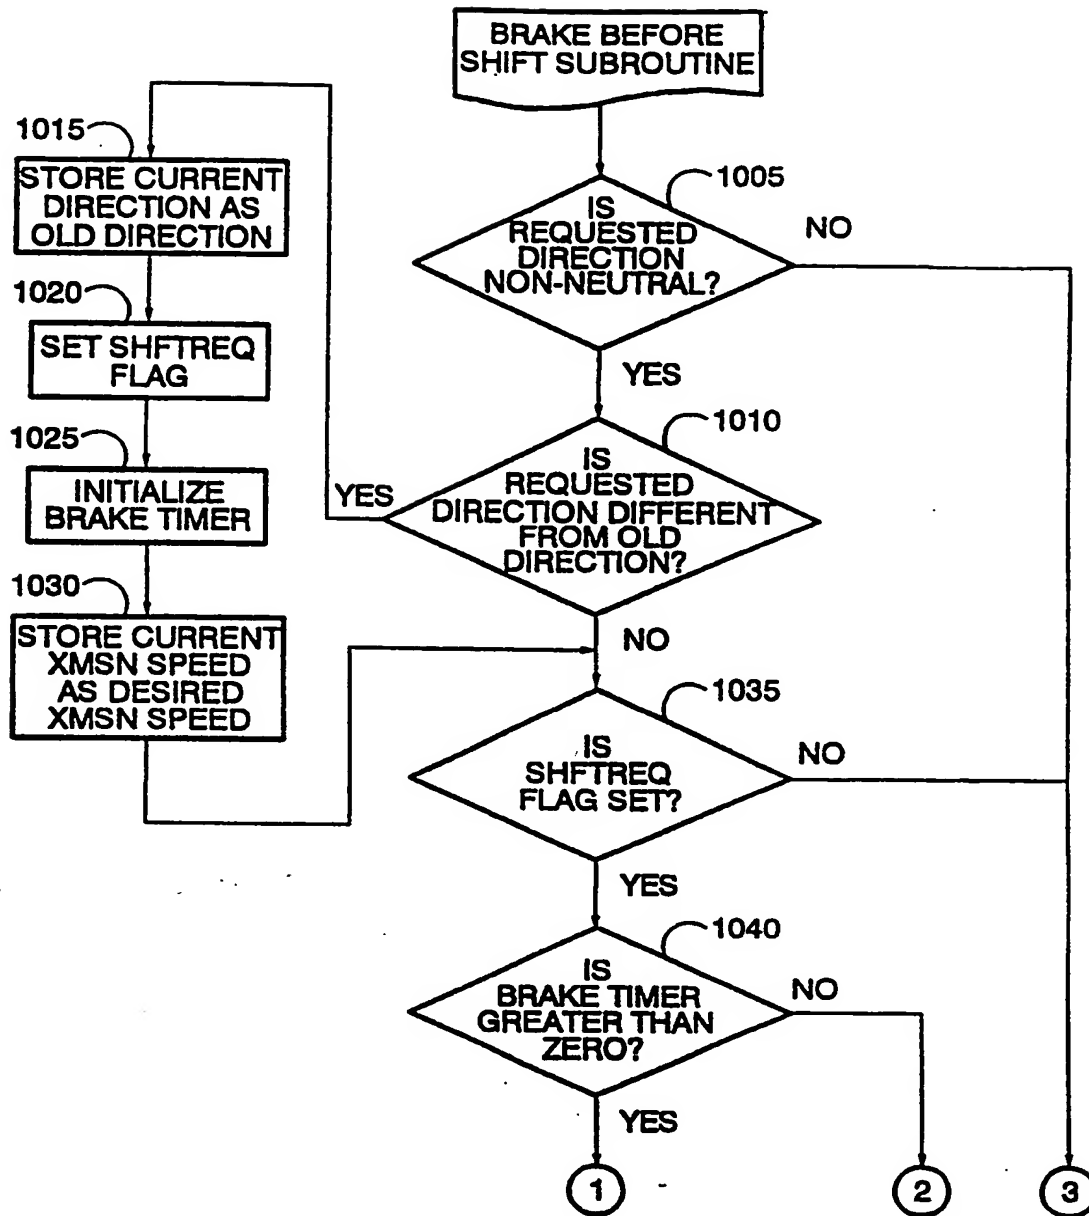 BRAKE BEFORE
SHIFT SUBROUTINE
1005
IS
REQUESTED
DIRECTION
NON-NEUTRAL?
NO
YES
1010
IS
REQUESTED
DIRECTION DIFFERENT
FROM OLD
DIRECTION?
YES
NO
1015
STORE CURRENT
DIRECTION AS
OLD DIRECTION
1020
SET SHFTREQ
FLAG
1025
INITIALIZE
BRAKE TIMER
1030
STORE CURRENT
XMSN SPEED
AS DESIRED
XMSN SPEED
1035
IS
SHFTREQ
FLAG SET?
NO
YES
1040
IS
BRAKE TIMER
GREATER THAN
ZERO?
NO
YES
1
2
3